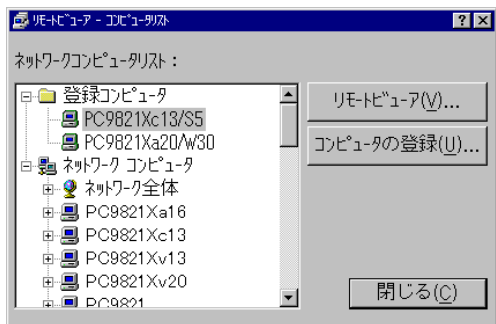 ﾘﾓｰﾄﾋﾞｭｰｱ - ｺﾝﾋﾟｭｰﾀﾘｽﾄ
ﾈｯﾄﾜｰｸｺﾝﾋﾟｭｰﾀﾘｽﾄ：
登録ｺﾝﾋﾟｭｰﾀ
PC9821Xc13/S5
PC9821Xa20/W30
ﾈｯﾄﾜｰｸ ｺﾝﾋﾟｭｰﾀ
ﾈｯﾄﾜｰｸ全体
PC9821Xa16
PC9821Xc13
PC9821Xv13
PC9821Xv20
PC9821
ﾘﾓｰﾄﾋﾞｭｰｱ(V)...
ｺﾝﾋﾟｭｰﾀの登録(U)...
閉じる(C)